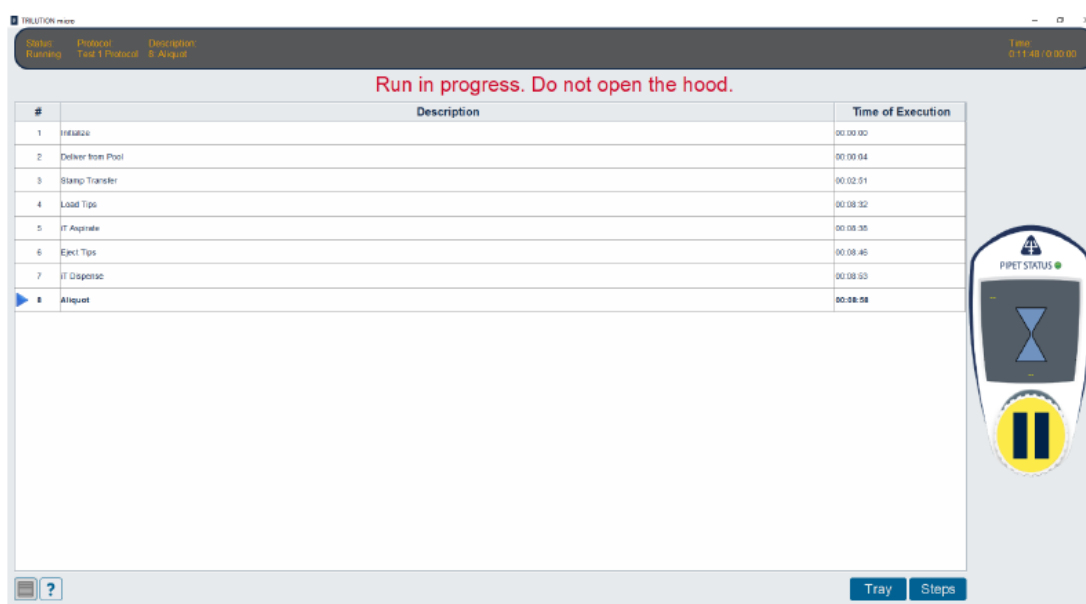 TRILUTION micro
Status: Protocol: Description: Time:
Running Test 1 Protocol 8: Aliquot 0:11:48 / 0:00:00
Run in progress. Do not open the hood.
# Description Time of Execution
1 Initialize 00:00:00
2 Deliver from Pool 00:00:04
3 Stamp Transfer 00:02:51
4 Load Tips 00:08:32
5 iT Aspirate 00:08:38
6 Eject Tips 00:08:46
7 iT Dispense 00:08:53
8 Aliquot 00:08:58
PIPET STATUS
? Tray Steps